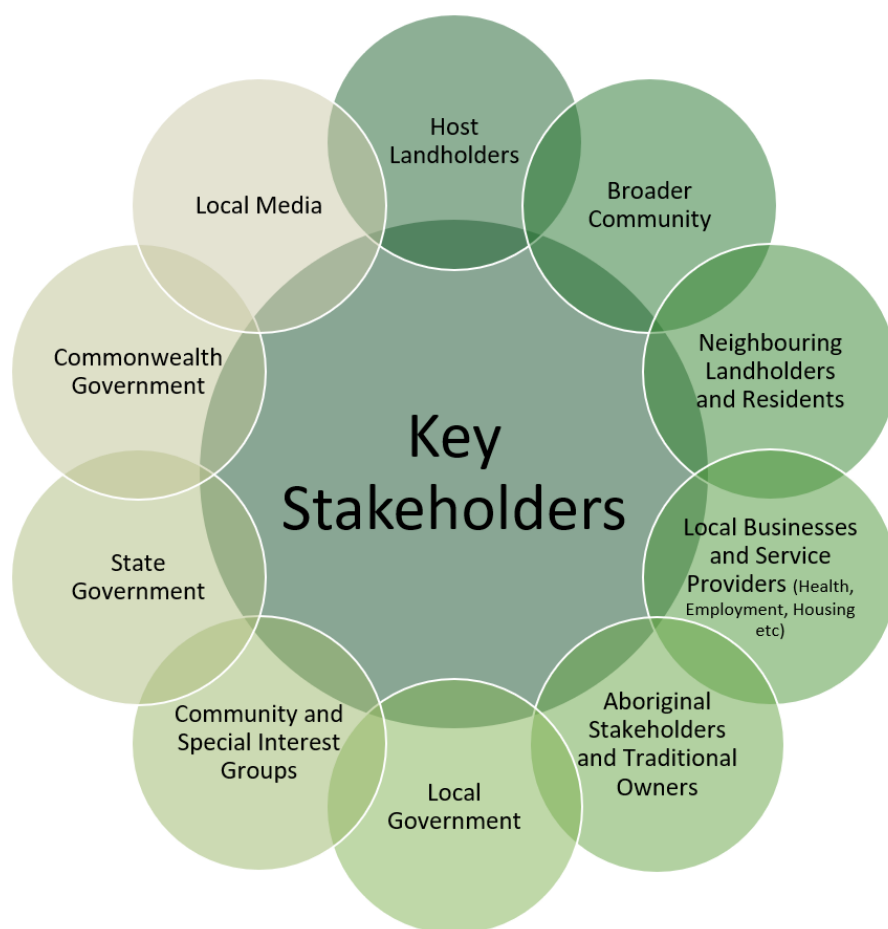 Key
Stakeholders
Host
Landholders
Broader
Community
Neighbouring
Landholders
and Residents
Local Businesses
and Service
Providers (Health,
Employment, Housing
etc)
Aboriginal
Stakeholders
and Traditional
Owners
Local
Government
Community and
Special Interest
Groups
State
Government
Commonwealth
Government
Local Media